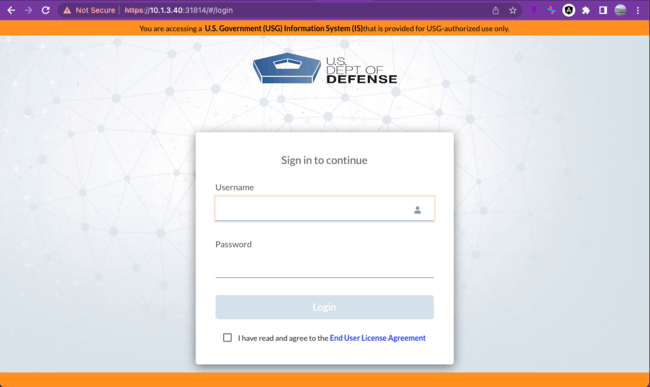 Not Secure https://10.1.3.40:31814/#/login
You are accessing a U.S. Government (USG) Information System (IS)that is provided for USG-authorized use only.
U.S.
DEPT OF
DEFENSE
Sign in to continue
Username
Password
Login
I have read and agree to the End User License Agreement